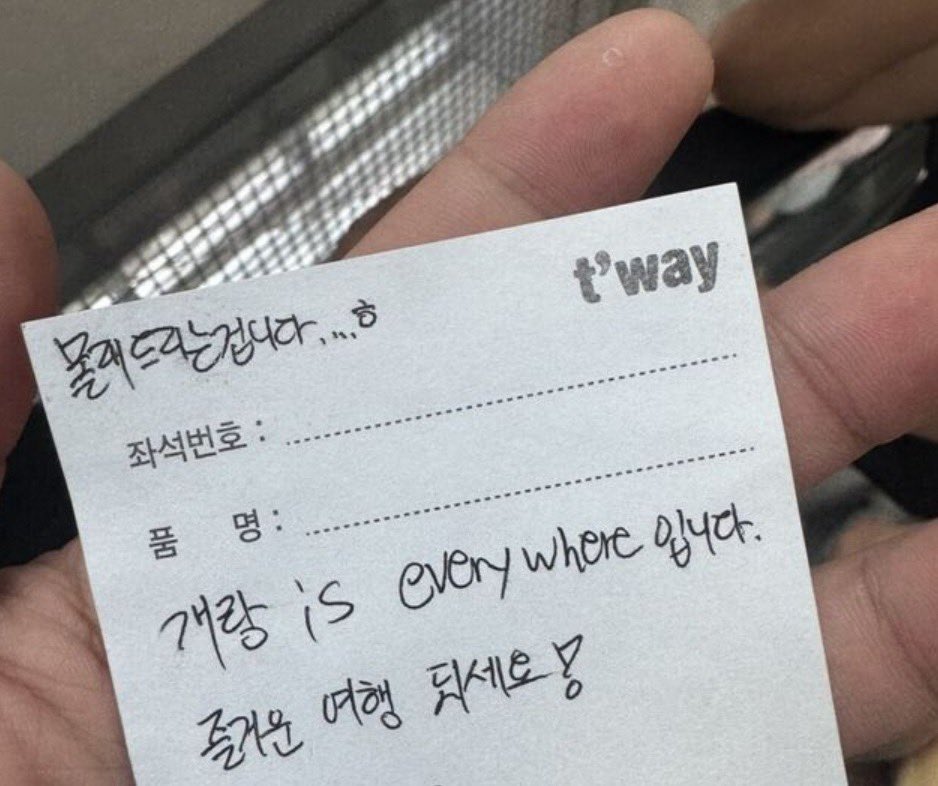 t'way
몰래드리는겁니다....ㅎ
좌석번호 :
품 명 :
개랑 is everywhere 입니다.
즐거운 여행 되세요!